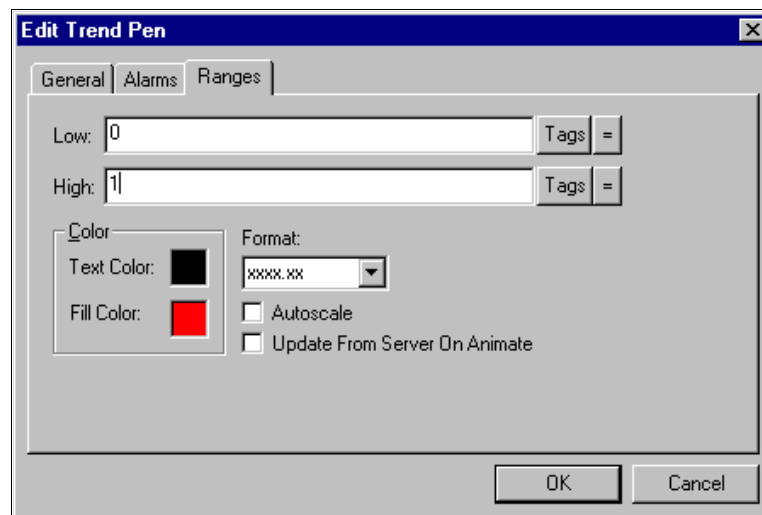 Edit Trend Pen
General Alarms Ranges
Low: 0 Tags =
High: 1 Tags =
Color
Format:
Text Color:
xxxx.xx
Fill Color:
Autoscale
Update From Server On Animate
OK Cancel